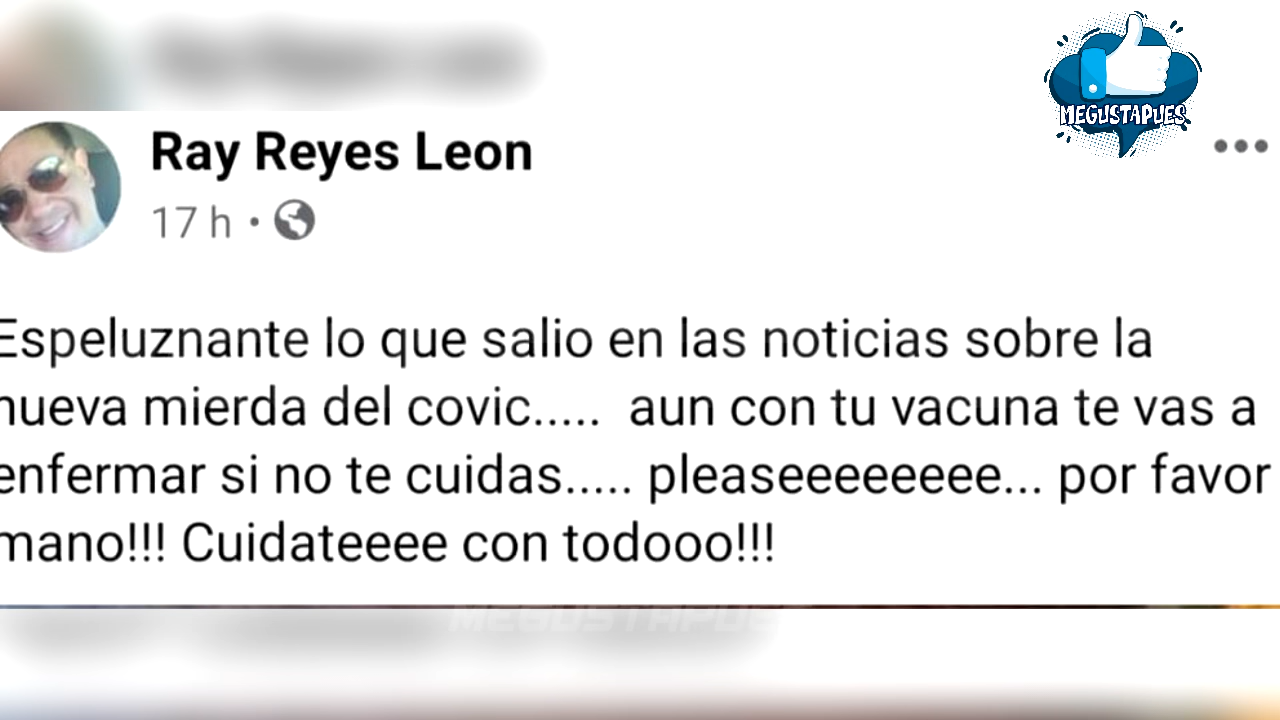 MEGUSTAPUES
Ray Reyes Leon
17 h •
Espeluznante lo que salio en las noticias sobre la
nueva mierda del covic..... aun con tu vacuna te vas a
enfermar si no te cuidas..... pleaseeeeeeee... por favor
mano!!! Cuidateeee con todooo!!!
MEGUSTAPUES